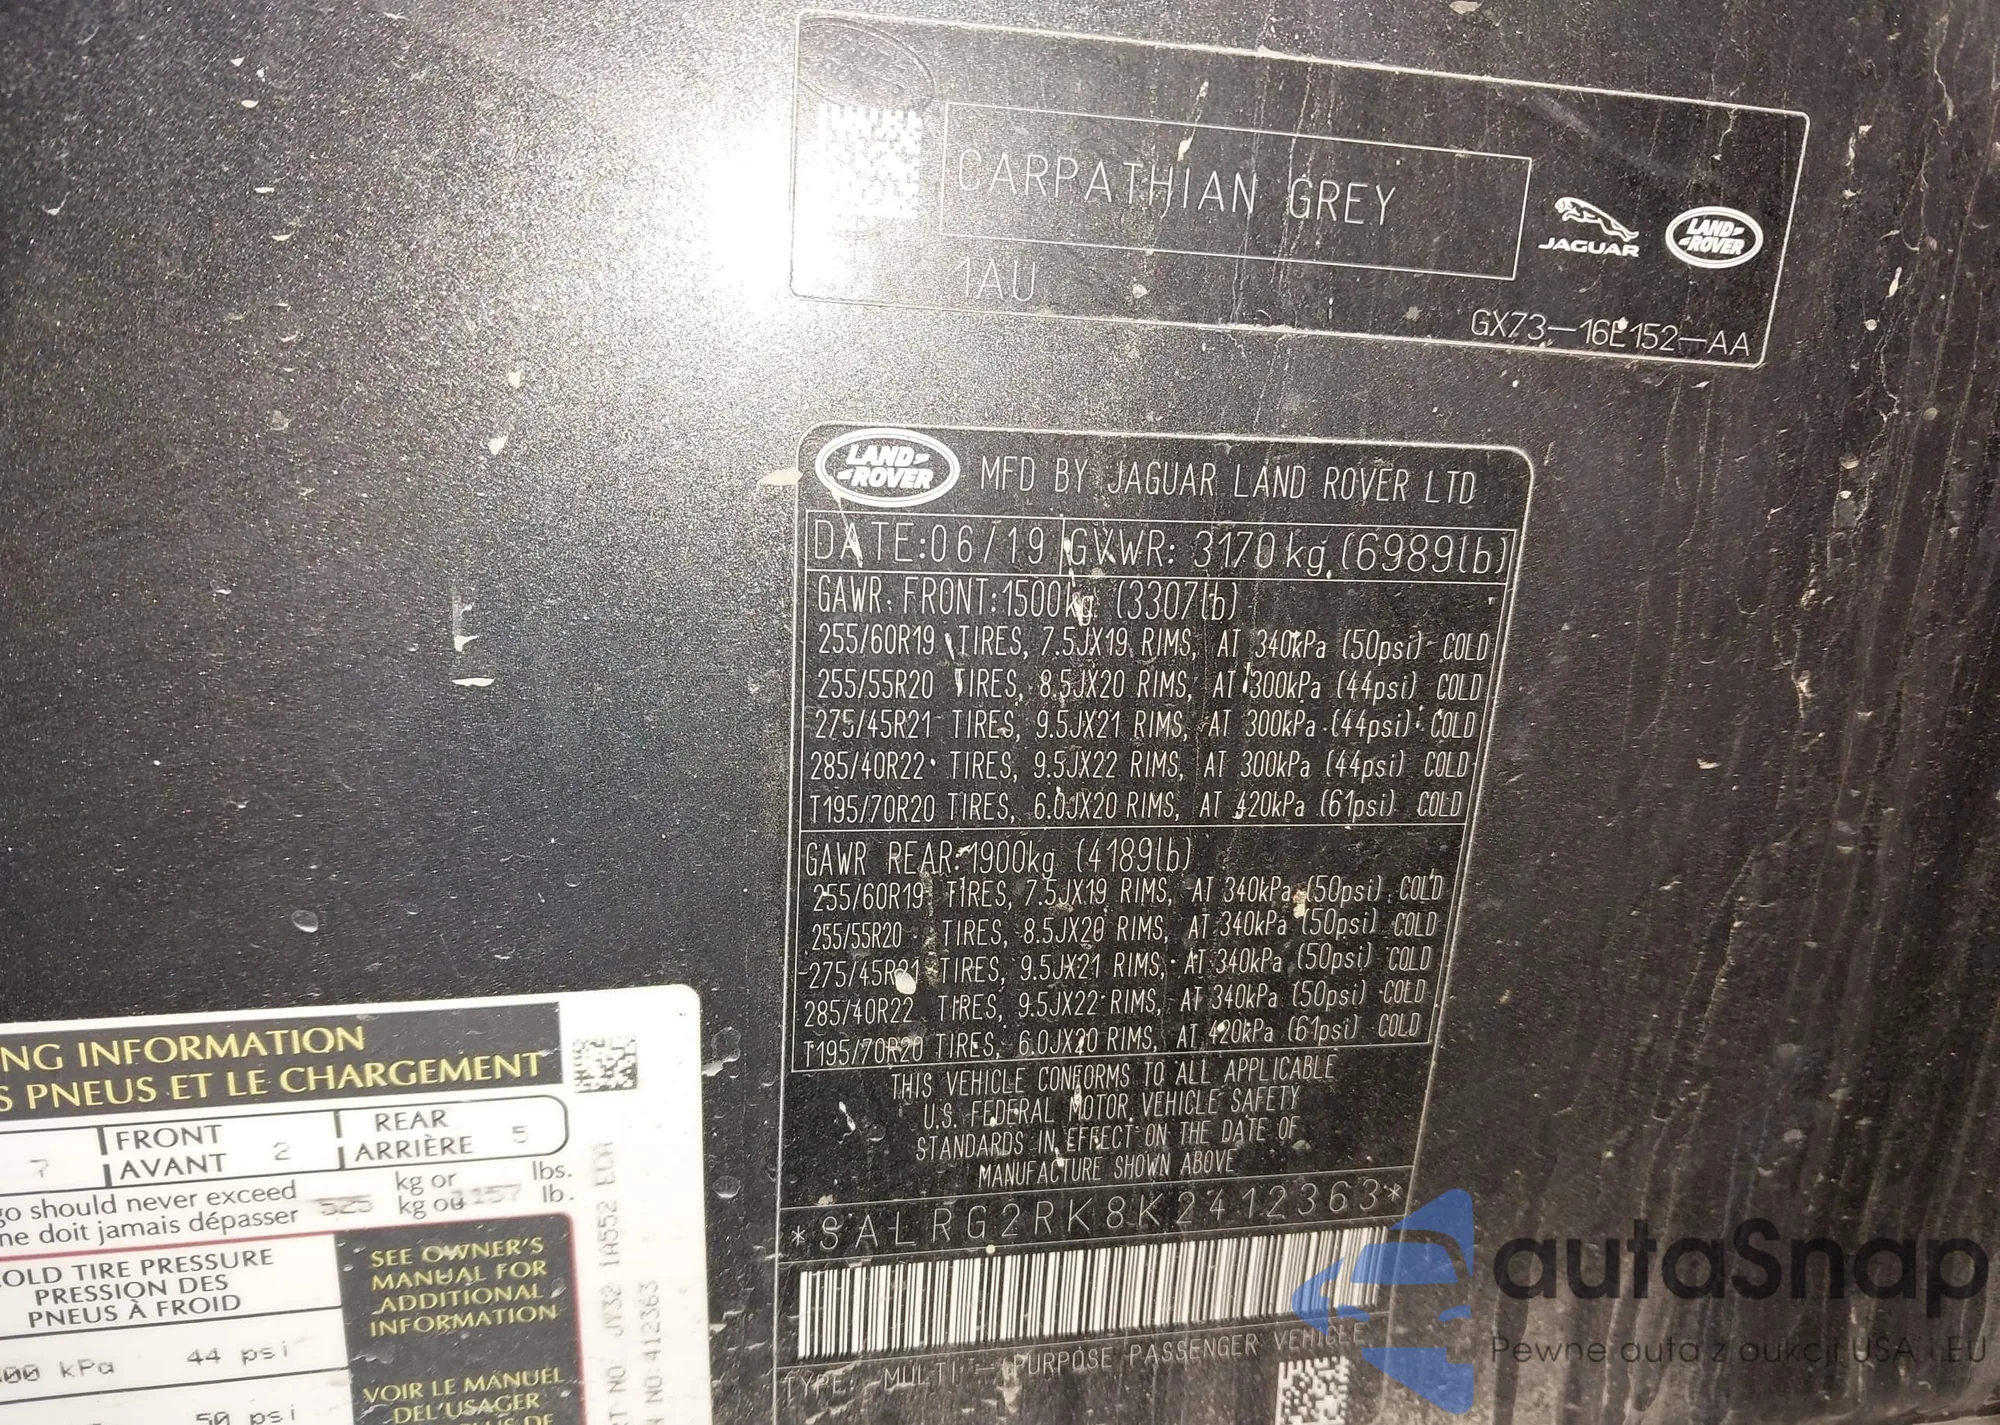 CARPATHIAN GREY
1AU
JAGUAR
LAND-
-ROVER
GX73-16E152-AA
LAND-
-ROVER
MFD BY JAGUAR LAND ROVER LTD
DATE:06/19 GVWR: 3170kg (6989lb)
GAWR FRONT:1500kg (3307lb)
255/60R19 TIRES, 7.5JX19 RIMS, AT 340kPa (50psi) COLD
255/55R20 TIRES, 8.5JX20 RIMS, AT 300kPa (44psi) COLD
275/45R21 TIRES, 9.5JX21 RIMS, AT 300kPa (44psi) COLD
285/40R22 TIRES, 9.5JX22 RIMS, AT 300kPa (44psi) COLD
T195/70R20 TIRES, 6.0JX20 RIMS, AT 420kPa (61psi) COLD
GAWR REAR:1900kg (4189lb)
255/60R19 TIRES, 7.5JX19 RIMS, AT 340kPa (50psi) COLD
255/55R20 TIRES, 8.5JX20 RIMS, AT 340kPa (50psi) COLD
275/45R21 TIRES, 9.5JX21 RIMS, AT 340kPa (50psi) COLD
285/40R22 TIRES, 9.5JX22 RIMS, AT 340kPa (50psi) COLD
T195/70R20 TIRES, 6.0JX20 RIMS, AT 420kPa (61psi) COLD
THIS VEHICLE CONFORMS TO ALL APPLICABLE
U.S. FEDERAL MOTOR VEHICLE SAFETY
STANDARDS IN EFFECT ON THE DATE OF
MANUFACTURE SHOWN ABOVE
*SALRG2RK8K2412363*
TYPE: MULTI-PURPOSE PASSENGER VEHICLE
NG INFORMATION
S PNEUS ET LE CHARGEMENT
7 FRONT AVANT 2 REAR ARRIÈRE 5
go should never exceed 525 kg or 1157 lbs.
ne doit jamais dépasser kg ou lb.
OLD TIRE PRESSURE
PRESSION DES
PNEUS À FROID
00 kPa 44 psi
50 psi
SEE OWNER'S
MANUAL FOR
ADDITIONAL
INFORMATION
VOIR LE MANUEL
DEL'USAGER
DE
RT NO JY32 1A552 ECA
N NO 412363
autaSnap
Pewne auta z aukcji USA i EU